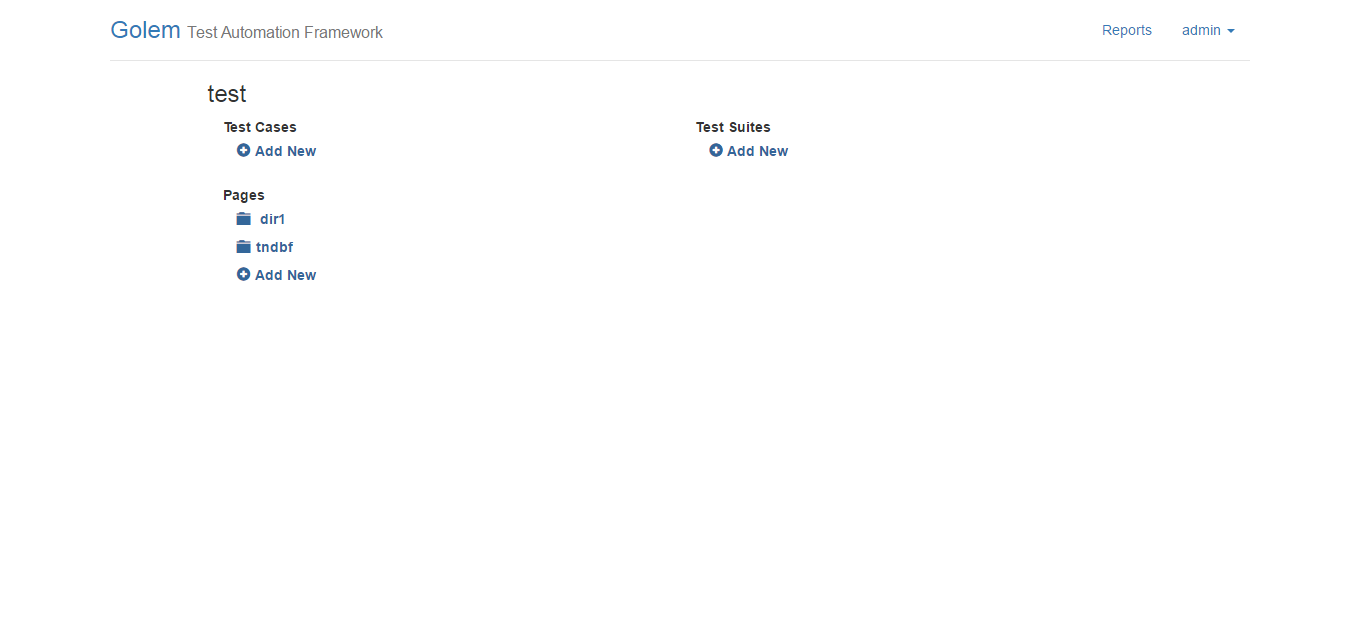 Golem Test Automation Framework
Reports
admin
test
Test Cases
Add New
Test Suites
Add New
Pages
dir1
tndbf
Add New